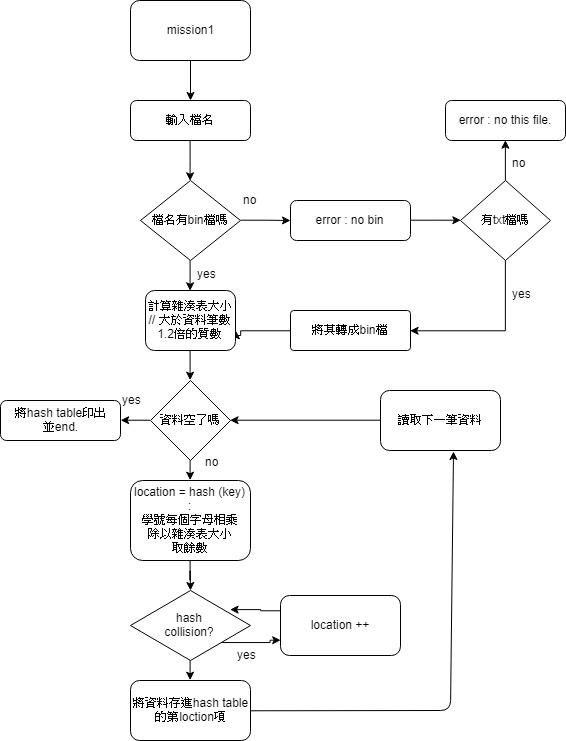 mission1
輸入檔名
error : no this file.
no
檔名有bin檔嗎
no
error : no bin
有txt檔嗎
yes
yes
計算雜湊表大小
// 大於資料筆數
1.2倍的質數
將其轉成bin檔
yes
將hash table印出
並end.
資料空了嗎
讀取下一筆資料
no
location = hash (key)
:
學號每個字母相乘
除以雜湊表大小
取餘數
hash
collision?
location ++
yes
將資料存進hash table
的第loction項